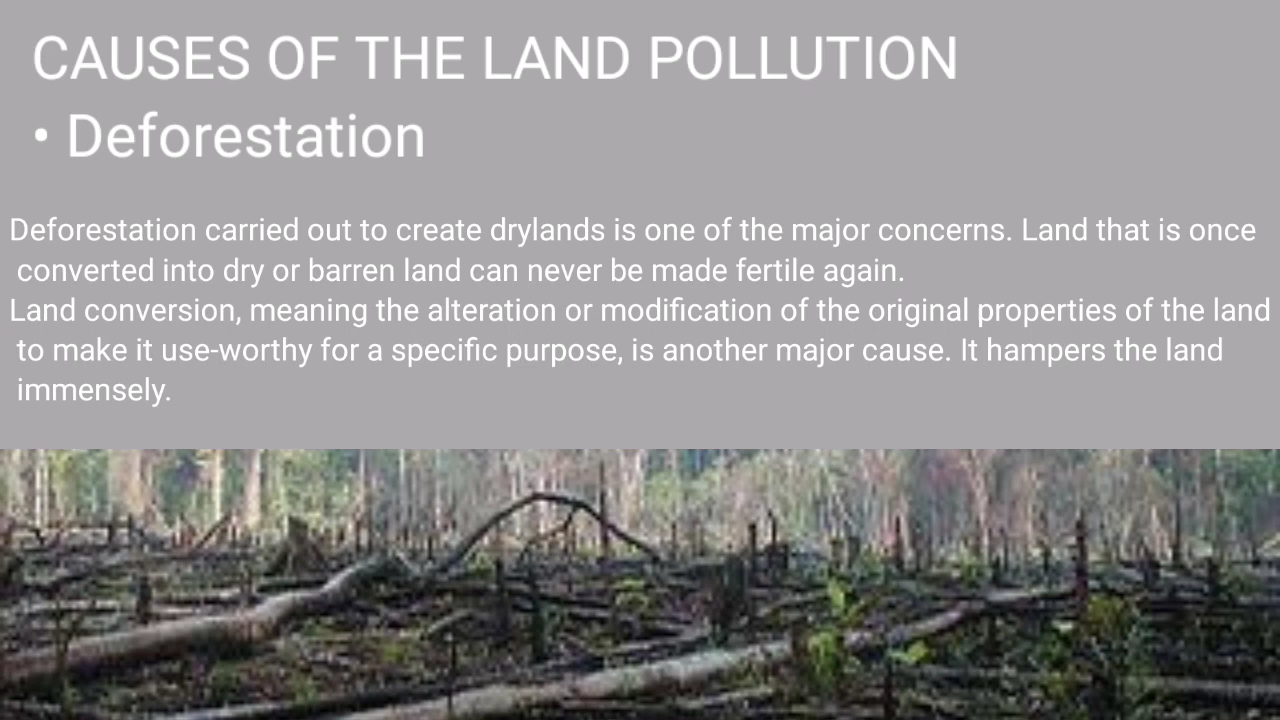 CAUSES OF THE LAND POLLUTION
• Deforestation
Deforestation carried out to create drylands is one of the major concerns. Land that is once
converted into dry or barren land can never be made fertile again.
Land conversion, meaning the alteration or modification of the original properties of the land
to make it use-worthy for a specific purpose, is another major cause. It hampers the land
immensely.